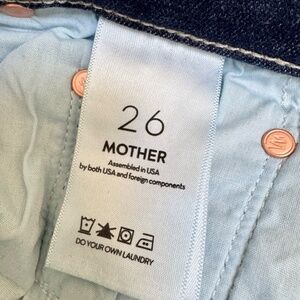 26
MOTHER
Assembled in USA
by both USA and foreign components
DO YOUR OWN LAUNDRY